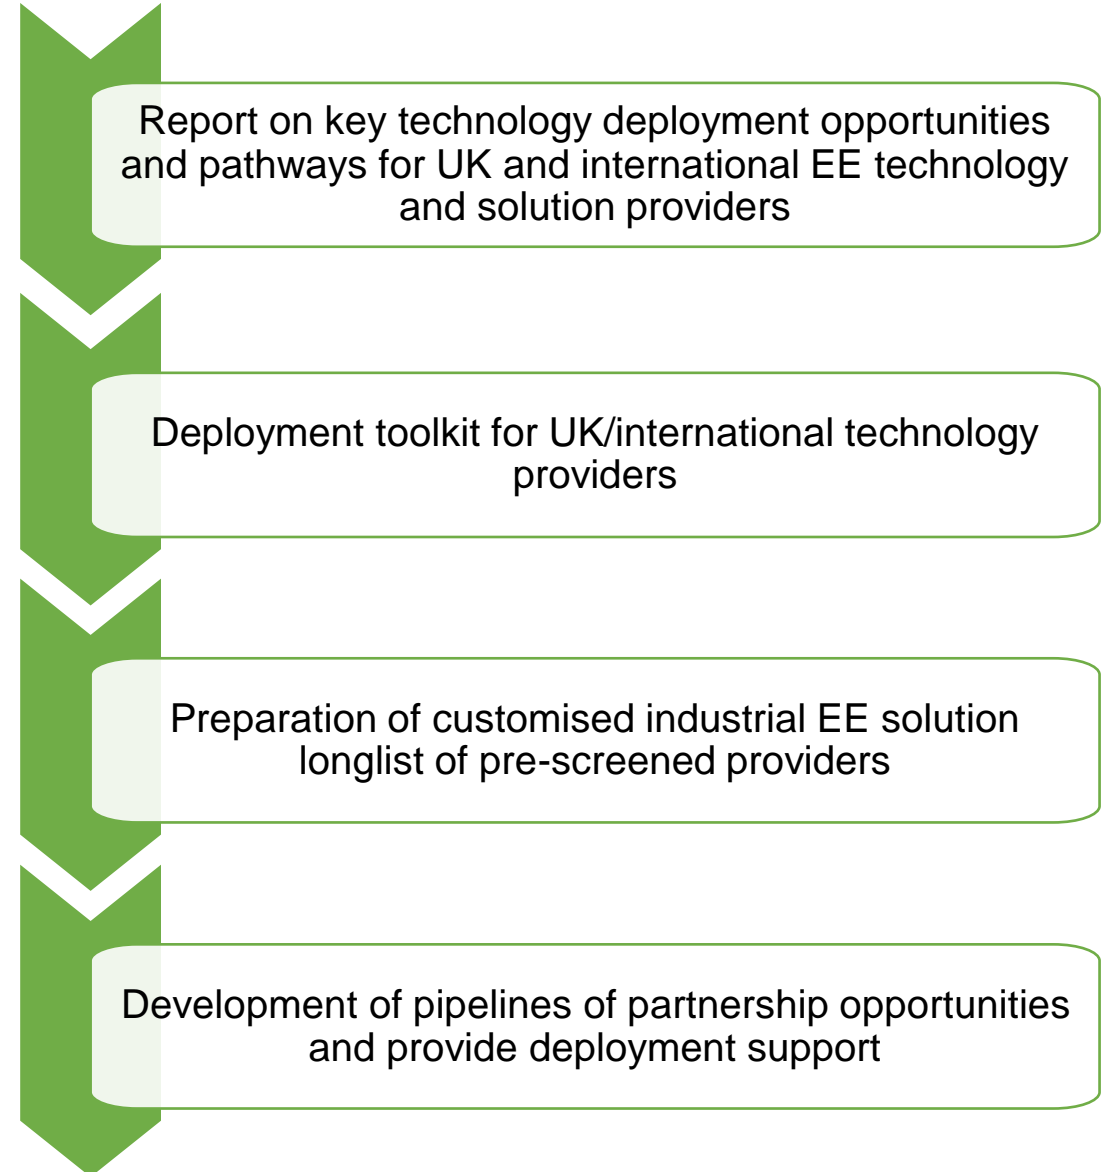 Report on key technology deployment opportunities
and pathways for UK and international EE technology
and solution providers
Deployment toolkit for UK/international technology
providers
Preparation of customised industrial EE solution
longlist of pre-screened providers
Development of pipelines of partnership opportunities
and provide deployment support